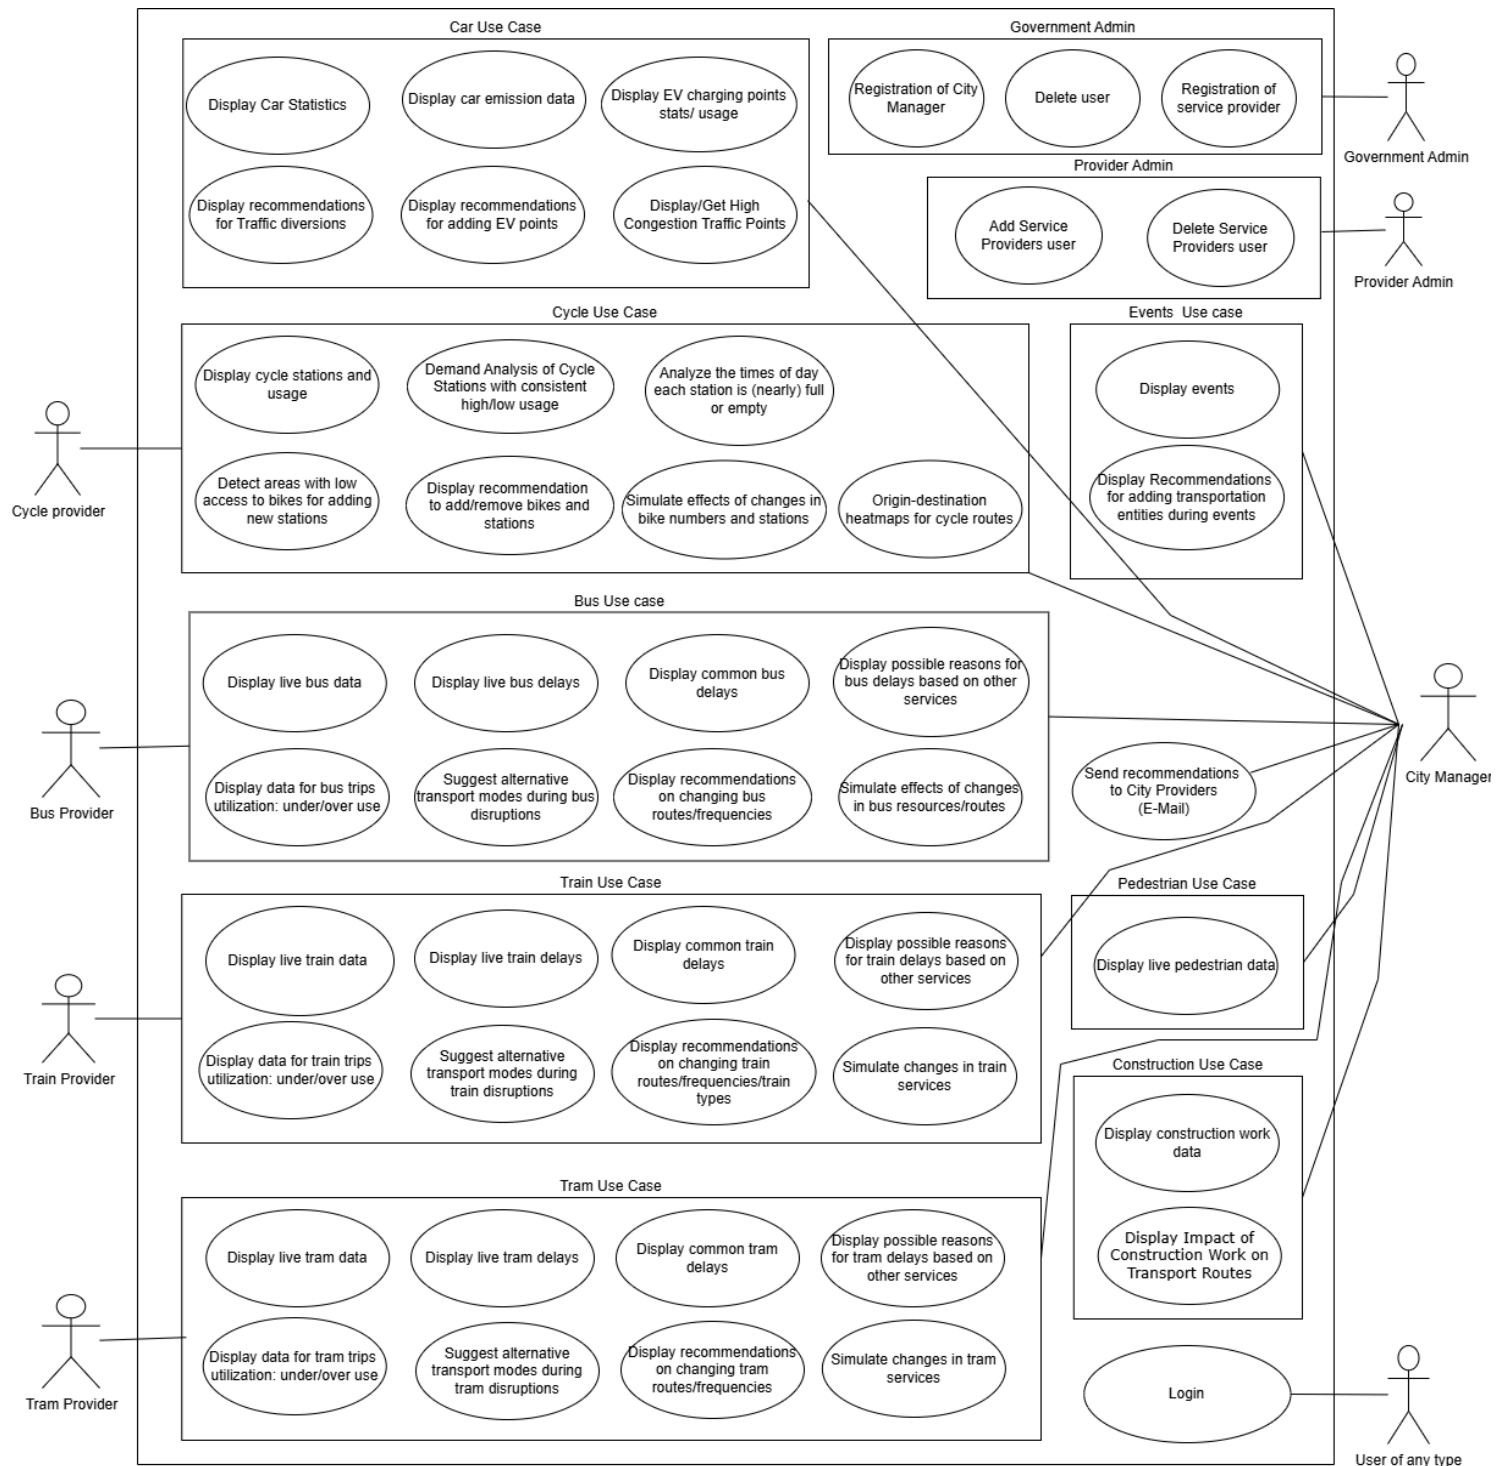 Car Use Case
Display Car Statistics
Display car emission data
Display EV charging points
stats/ usage
Display recommendations
for Traffic diversions
Display recommendations
for adding EV points
Display/Get High
Congestion Traffic Points
Government Admin
Registration of City
Manager
Delete user
Registration of
service provider
Government Admin
Provider Admin
Add Service
Providers user
Delete Service
Providers user
Provider Admin
Cycle Use Case
Display cycle stations and
usage
Demand Analysis of Cycle
Stations with consistent
high/low usage
Analyze the times of day
each station is (nearly) full
or empty
Detect areas with low
access to bikes for adding
new stations
Display recommendation
to add/remove bikes and
stations
Simulate effects of changes in
bike numbers and stations
Origin-destination
heatmaps for cycle routes
Cycle provider
Events Use case
Display events
Display Recommendations
for adding transportation
entities during events
Bus Use case
Display live bus data
Display live bus delays
Display common bus
delays
Display possible reasons for
bus delays based on other
services
Display data for bus trips
utilization: under/over use
Suggest alternative
transport modes during bus
disruptions
Display recommendations
on changing bus
routes/frequencies
Simulate effects of changes
in bus resources/routes
Bus Provider
Send recommendations
to City Providers
(E-Mail)
City Manager
Train Use Case
Display live train data
Display live train delays
Display common train
delays
Display possible reasons
for train delays based on
other services
Display data for train trips
utilization: under/over use
Suggest alternative
transport modes during
train disruptions
Display recommendations
on changing train
routes/frequencies/train
types
Simulate changes in train
services
Train Provider
Pedestrian Use Case
Display live pedestrian data
Construction Use Case
Display construction work
data
Display Impact of
Construction Work on
Transport Routes
Tram Use Case
Display live tram data
Display live tram delays
Display common tram
delays
Display possible reasons
for tram delays based on
other services
Display data for tram trips
utilization: under/over use
Suggest alternative
transport modes during
tram disruptions
Display recommendations
on changing tram
routes/frequencies
Simulate changes in tram
services
Tram Provider
Login
User of any type